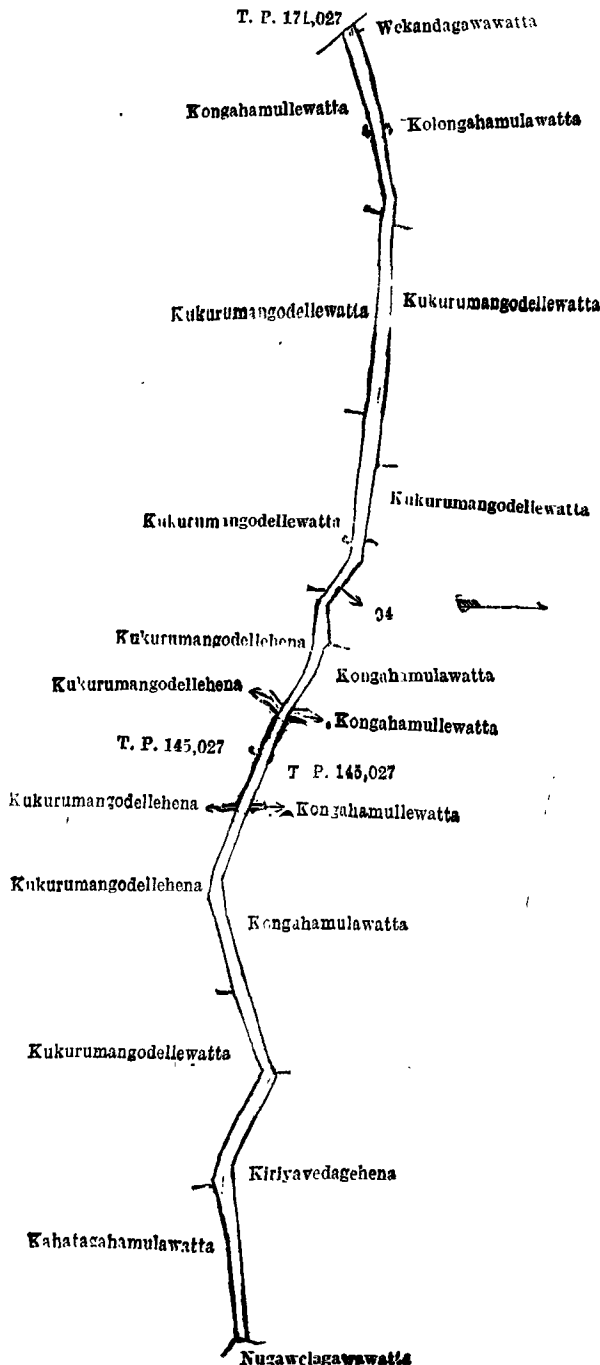 T. P. 171,027
Wekandagawawatta
Kongahamullewatta
Kolongahamulawatta
Kukurumangodellewatta
Kukurumangodellewatta
Kukurumangodellewatta
Kukurumangodellewatta
94
Kukurumangodellehena
Kongahamulawatta
Kukurumangodellehena
Kongahamullewatta
T. P. 145,027
T P. 145,027
Kukurumangodellehena
Kongahamullewatta
Kukurumangodellehena
Kongahamulawatta
Kukurumangodellewatta
Kiriyavedagehena
Kahatagahamulawatta
Nugawelagawawatta